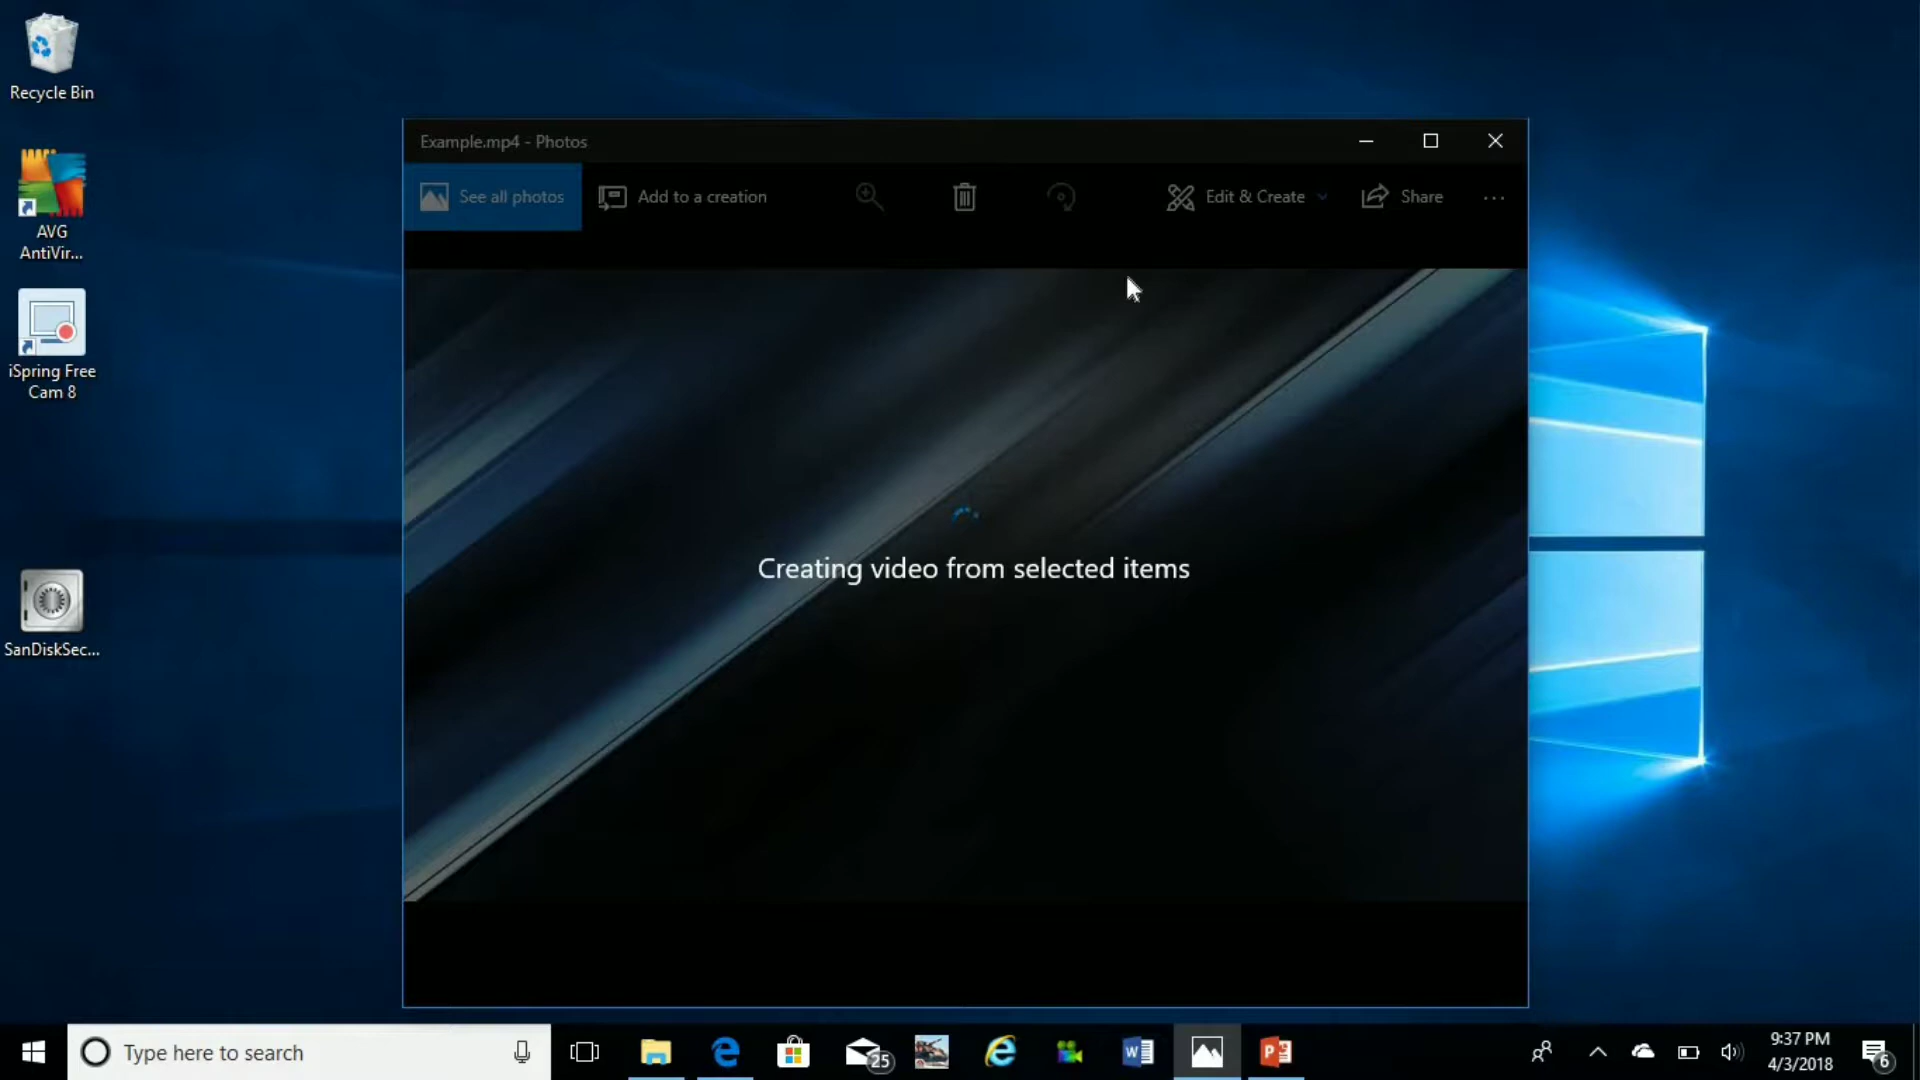 Recycle Bin
AVG
AntiVir...
iSpring Free
Cam 8
SanDiskSec...
Example.mp4 - Photos
See all photos
Add to a creation
Edit & Create
Share
Creating video from selected items
Type here to search
25
9:37 PM
4/3/2018
6